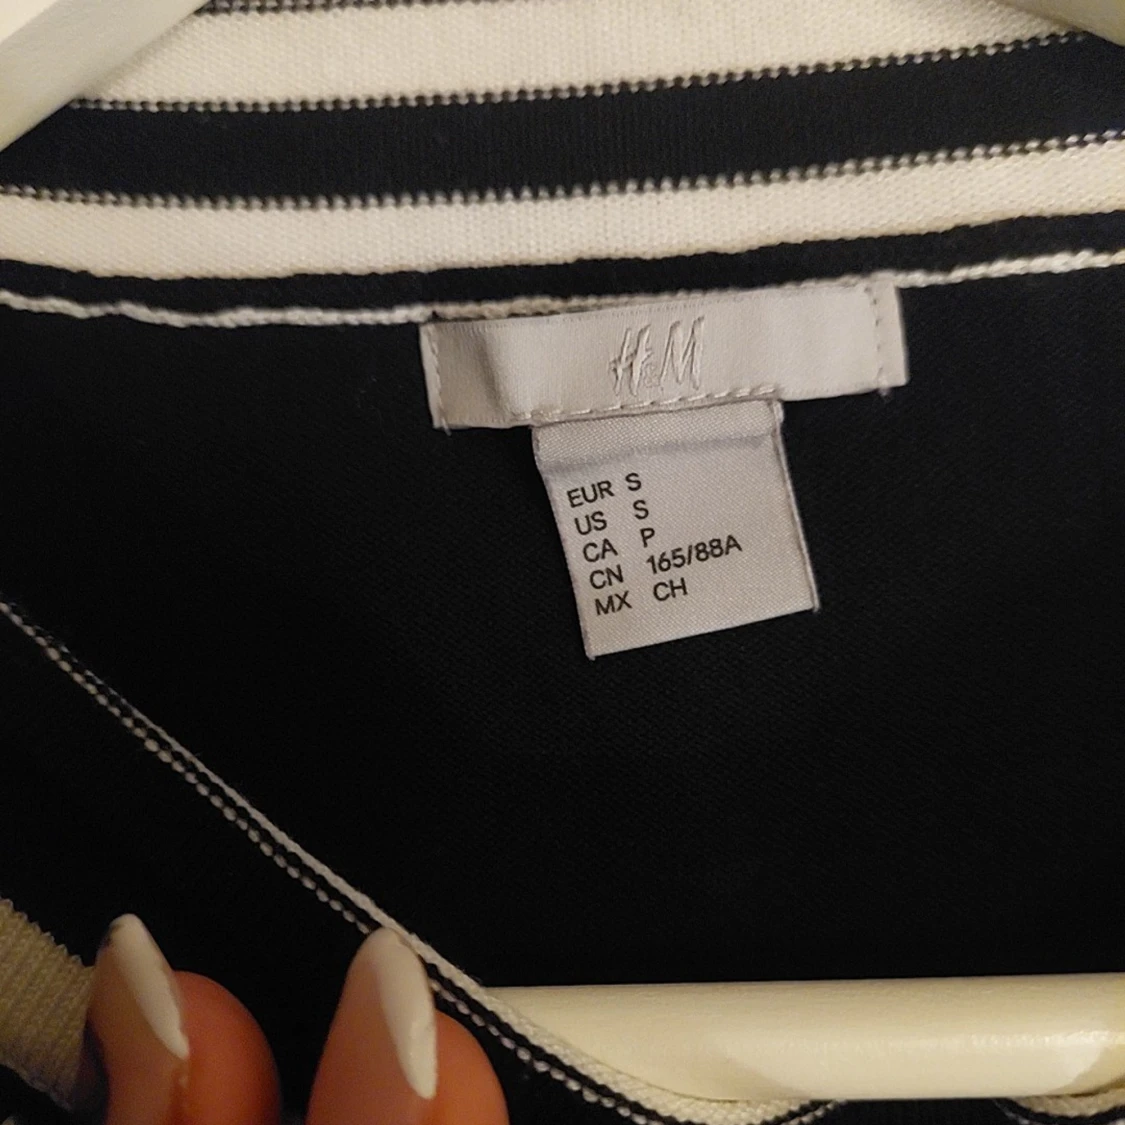 H&M
EUR S
US S
CA P
CN 165/88A
MX CH